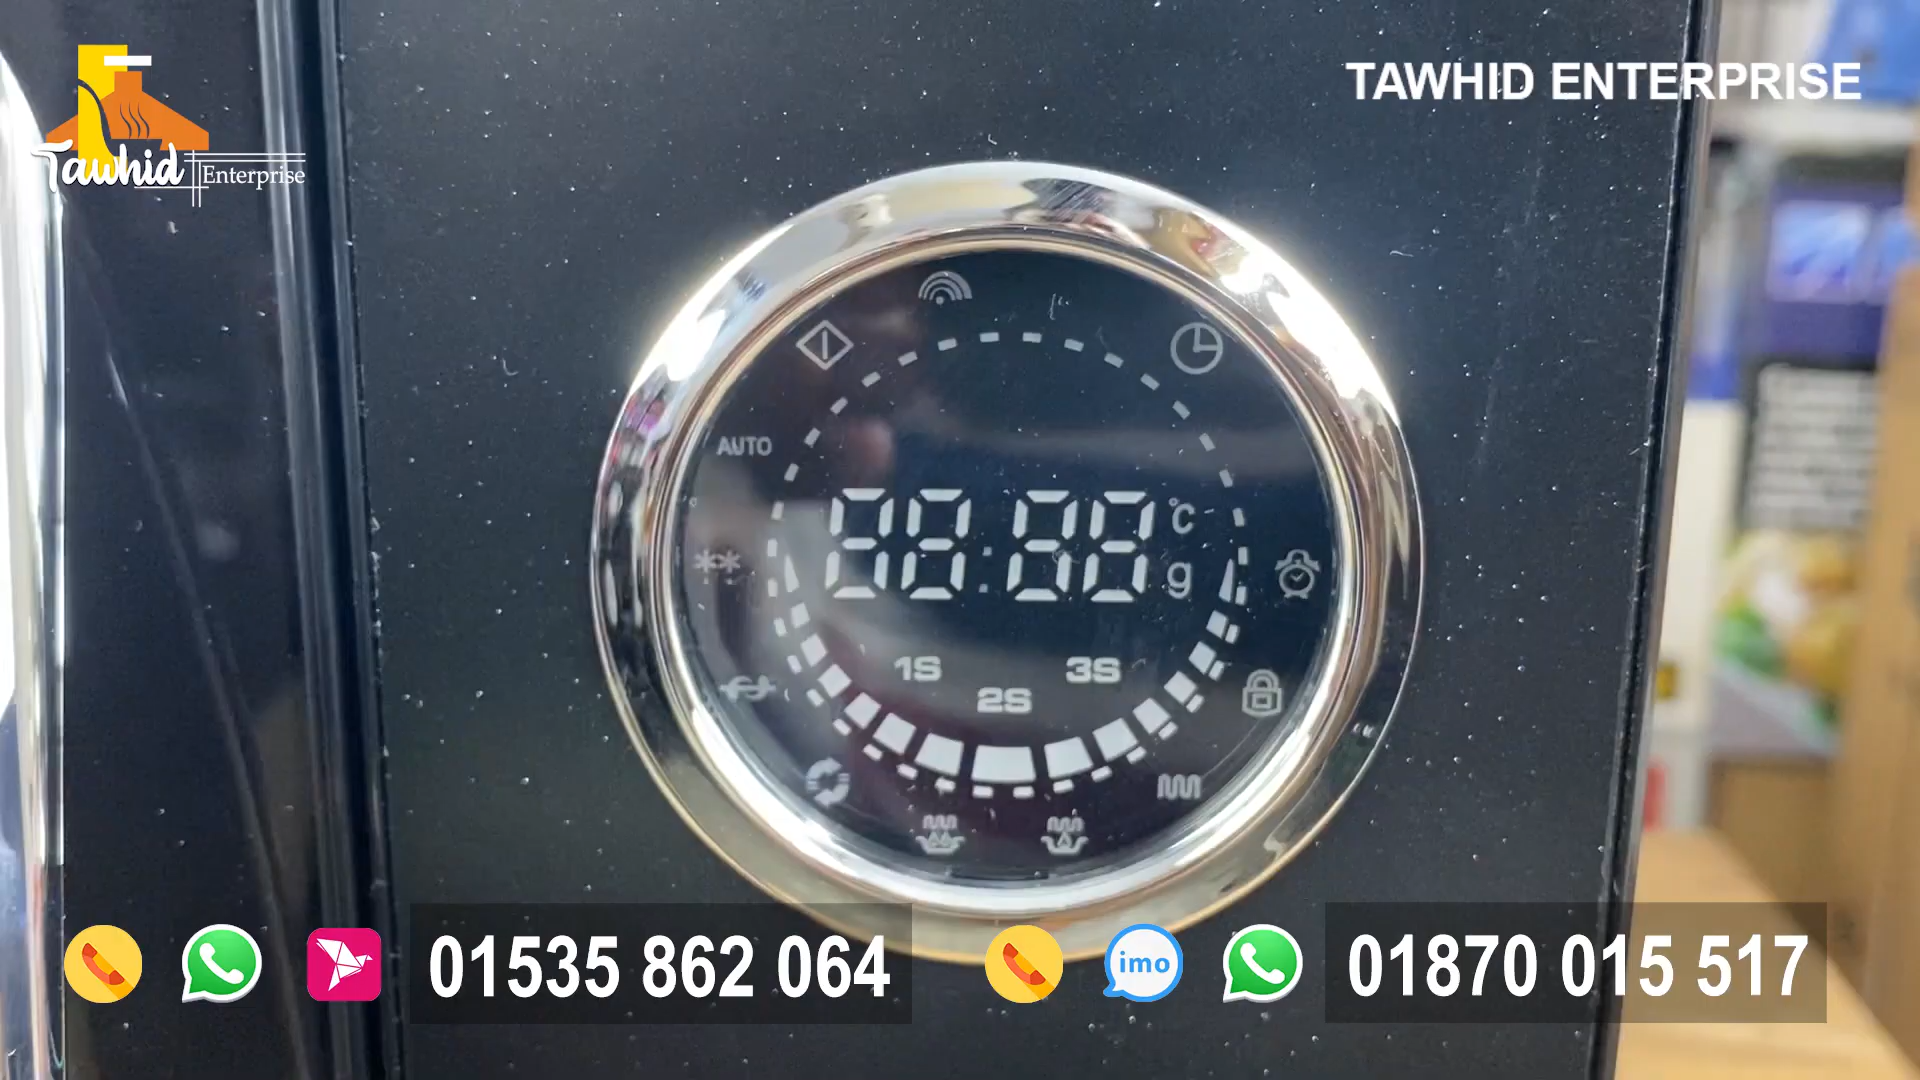 TAWHID ENTERPRISE
Tawhid Enterprise
AUTO
88:88 °C
g
1S
2S
3S
01535 862 064
imo
01870 015 517